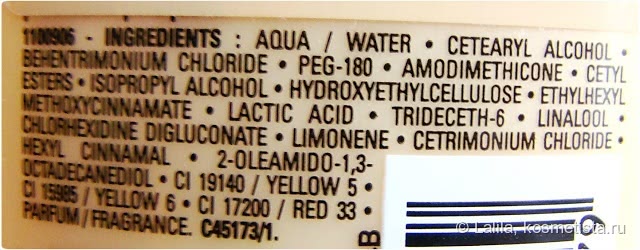 1100906 - INGREDIENTS : AQUA / WATER • CETEARYL ALCOHOL •
BEHENTRIMONIUM CHLORIDE • PEG-180 • AMODIMETHICONE • CETYL
ESTERS • ISOPROPYL ALCOHOL • HYDROXYETHYLCELLULOSE • ETHYLHEXYL
METHOXYCINNAMATE • LACTIC ACID • TRIDECETH-6 • LINALOOL •
CHLORHEXIDINE DIGLUCONATE • LIMONENE • CETRIMONIUM CHLORIDE •
HEXYL CINNAMAL • 2-OLEAMIDO-1,3-
OCTADECANEDIOL • CI 19140 / YELLOW 5 •
CI 15985 / YELLOW 6 • CI 17200 / RED 33 •
PARFUM / FRAGRANCE. C45173/1.
B
© Lalila, kosmetista.ru